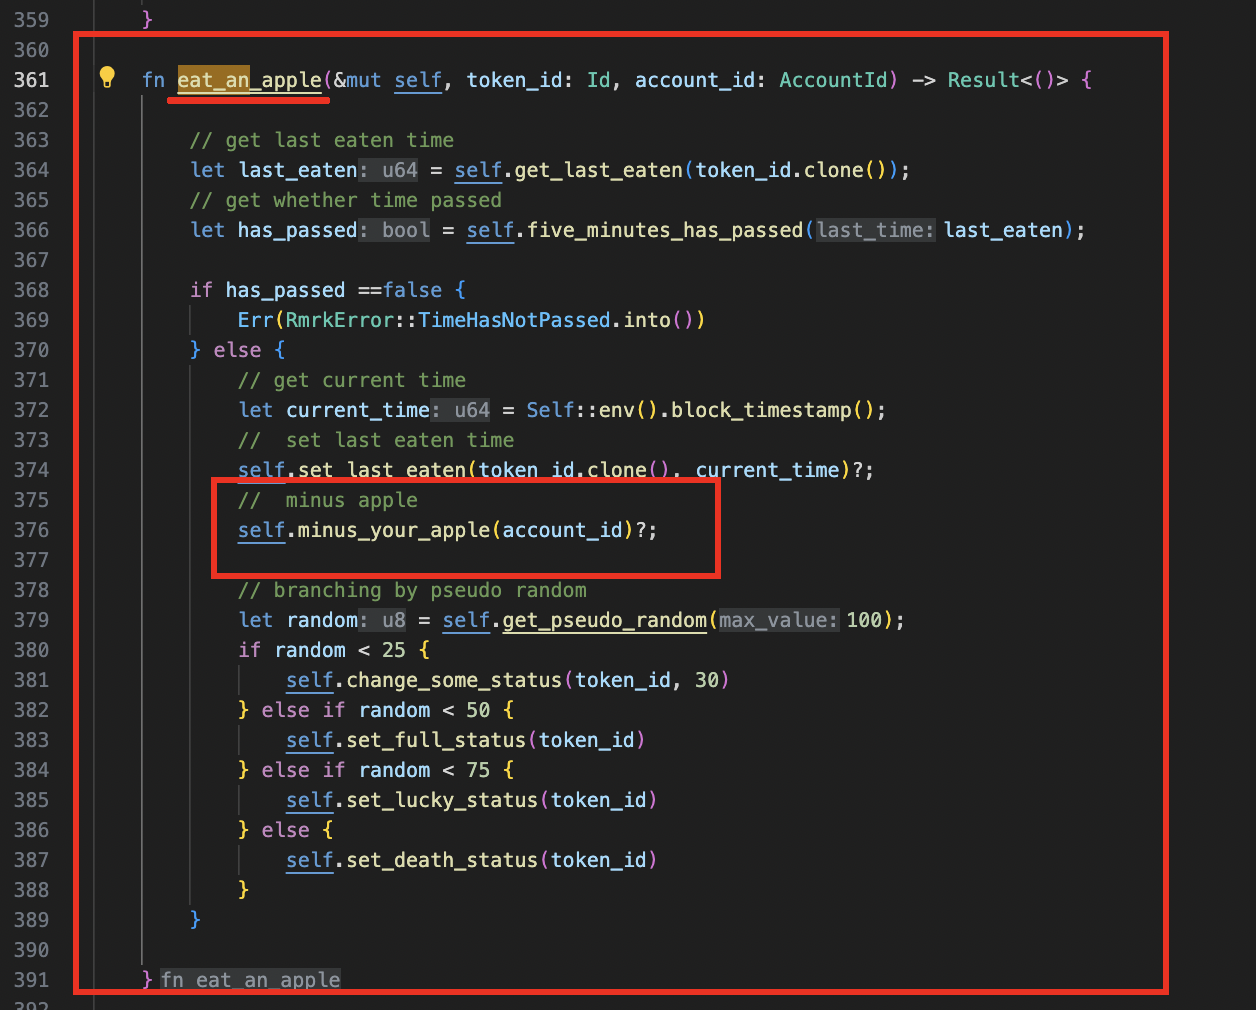 359 }
360
361 fn eat_an_apple(&mut self, token_id: Id, account_id: AccountId) -> Result<()> {
362
363 // get last eaten time
364 let last_eaten: u64 = self.get_last_eaten(token_id.clone());
365 // get whether time passed
366 let has_passed: bool = self.five_minutes_has_passed(last_time: last_eaten);
367
368 if has_passed ==false {
369 Err(RmrkError::TimeHasNotPassed.into())
370 } else {
371 // get current time
372 let current_time: u64 = Self::env().block_timestamp();
373 //  set last eaten time
374 self.set_last_eaten(token_id.clone(), current_time)?;
375 //  minus apple
376 self.minus_your_apple(account_id)?;
377
378 // branching by pseudo random
379 let random: u8 = self.get_pseudo_random(max_value: 100);
380 if random < 25 {
381 self.change_some_status(token_id, 30)
382 } else if random < 50 {
383 self.set_full_status(token_id)
384 } else if random < 75 {
385 self.set_lucky_status(token_id)
386 } else {
387 self.set_death_status(token_id)
388 }
389 }
390
391 } fn eat_an_apple
392